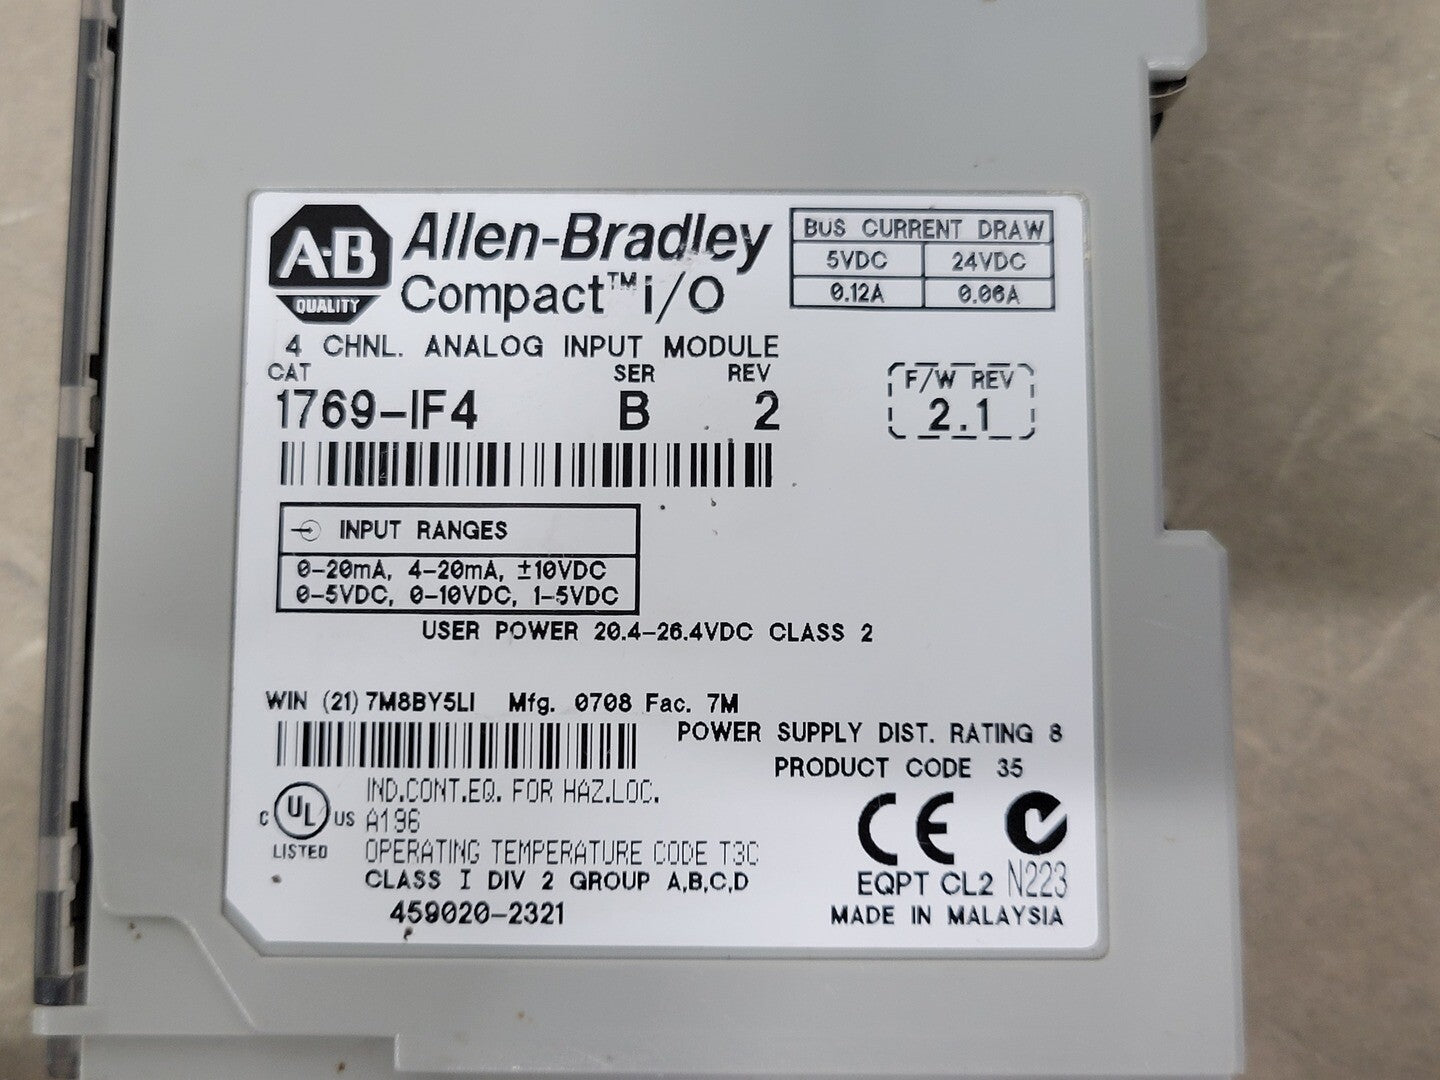 A-B
QUALITY
Allen-Bradley
Compact™ i/O
BUS CURRENT DRAW
5VDC 24VDC
0.12A 0.06A
4 CHNL. ANALOG INPUT MODULE
CAT SER REV
1769-IF4 B 2
F/W REV
2.1
INPUT RANGES
0-20mA, 4-20mA, ±10VDC
0-5VDC, 0-10VDC, 1-5VDC
USER POWER 20.4-26.4VDC CLASS 2
WIN (21) 7M8BY5LI Mfg. 0708 Fac. 7M
POWER SUPPLY DIST. RATING 8
PRODUCT CODE 35
C UL US
LISTED
IND.CONT.EQ. FOR HAZ.LOC.
A196
OPERATING TEMPERATURE CODE T3C
CLASS I DIV 2 GROUP A,B,C,D
459020-2321
CE
EQPT CL2 N223
MADE IN MALAYSIA